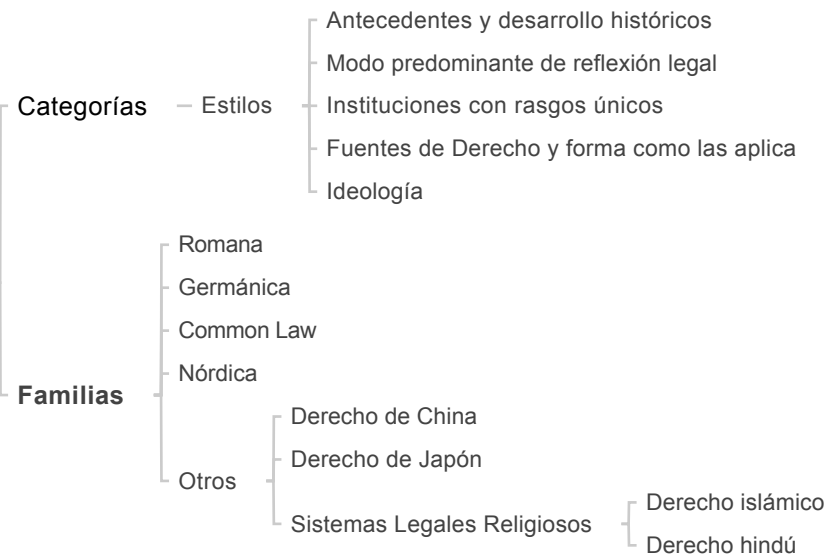 Categorías
Estilos
Antecedentes y desarrollo históricos
Modo predominante de reflexión legal
Instituciones con rasgos únicos
Fuentes de Derecho y forma como las aplica
Ideología
Familias
Romana
Germánica
Common Law
Nórdica
Otros
Derecho de China
Derecho de Japón
Sistemas Legales Religiosos
Derecho islámico
Derecho hindú